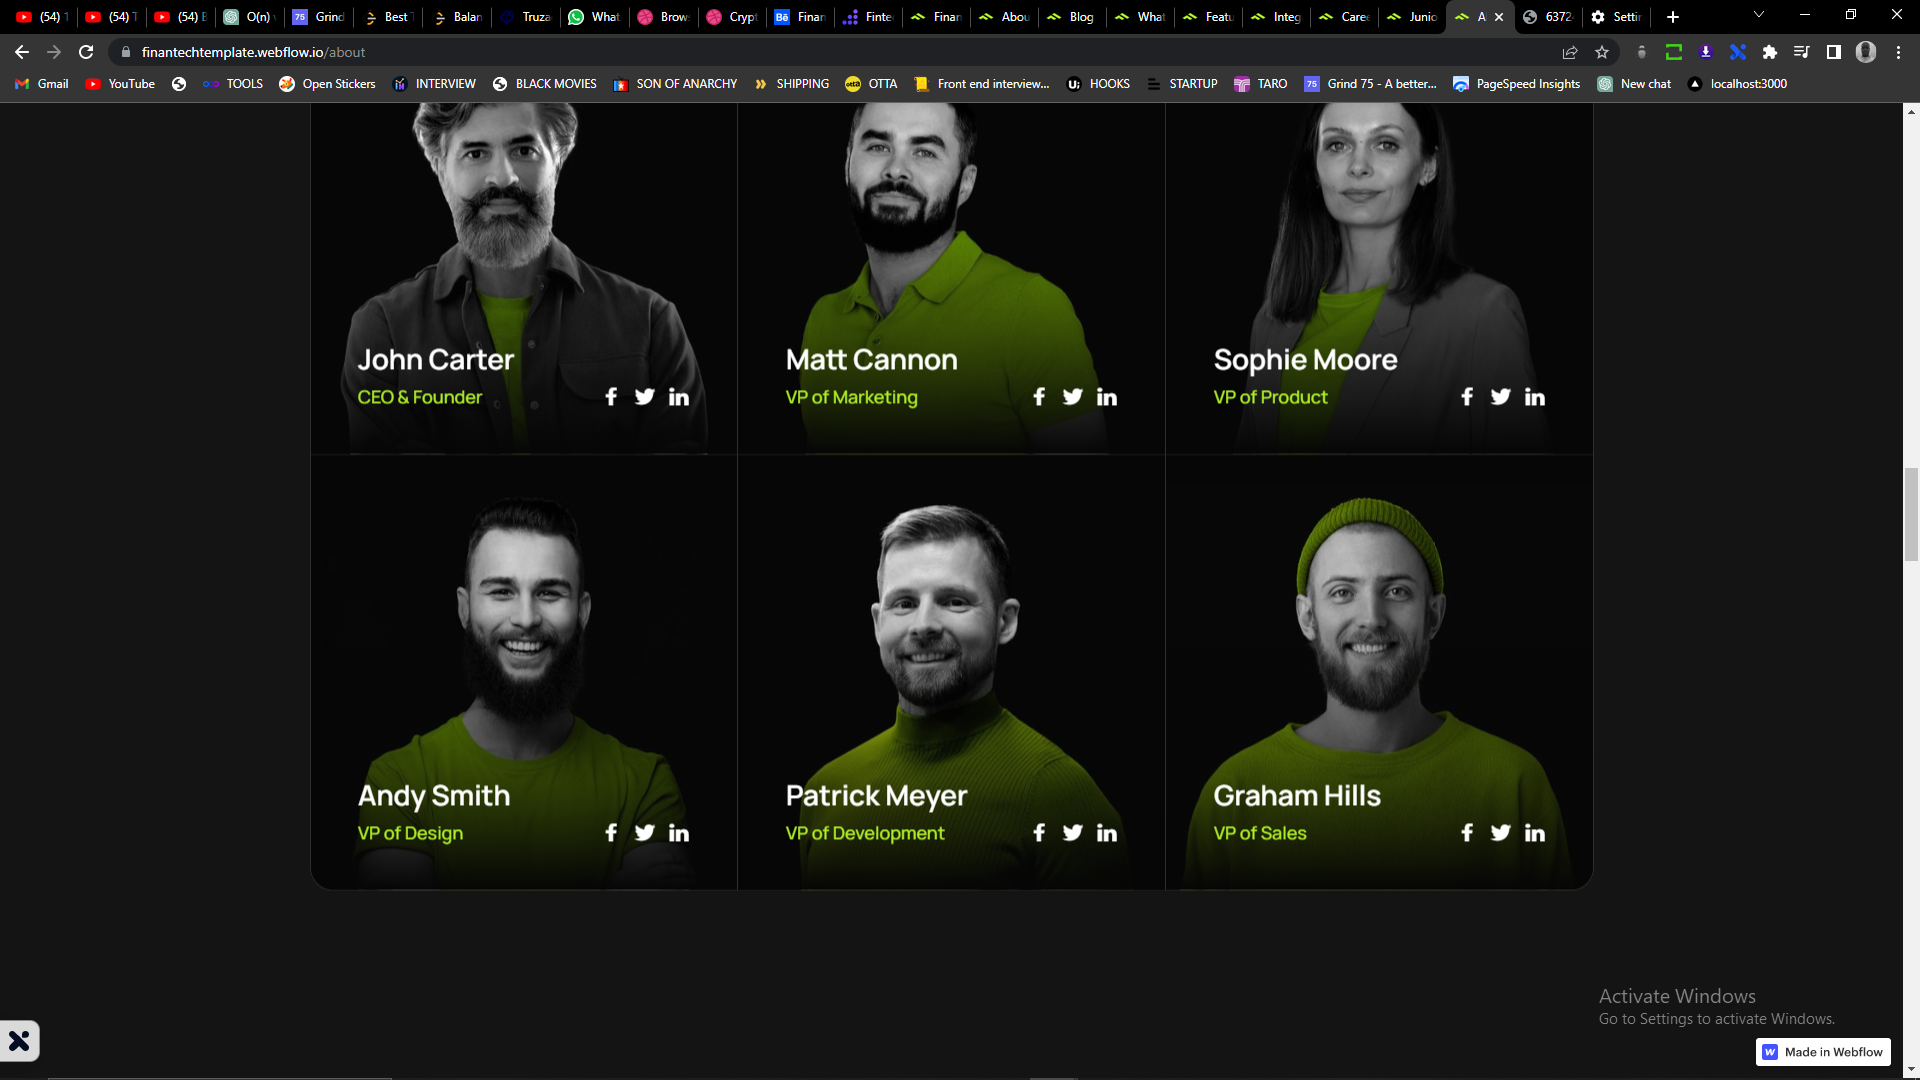 (54) T
(54) T
(54) E
O(n) v
Grind
Best T
Balan
Truza
What
Brow
Crypt
Finan
Finte
Finan
Abou
Blog
What
Featu
Integ
Caree
Junio
A
6372
Settin
finantechtemplate.webflow.io/about
Gmail
YouTube
TOOLS
Open Stickers
INTERVIEW
BLACK MOVIES
SON OF ANARCHY
SHIPPING
OTTA
Front end interview...
HOOKS
STARTUP
TARO
Grind 75 - A better...
PageSpeed Insights
New chat
localhost:3000
John Carter
CEO & Founder
Matt Cannon
VP of Marketing
Sophie Moore
VP of Product
Andy Smith
VP of Design
Patrick Meyer
VP of Development
Graham Hills
VP of Sales
Activate Windows
Go to Settings to activate Windows.
Made in Webflow